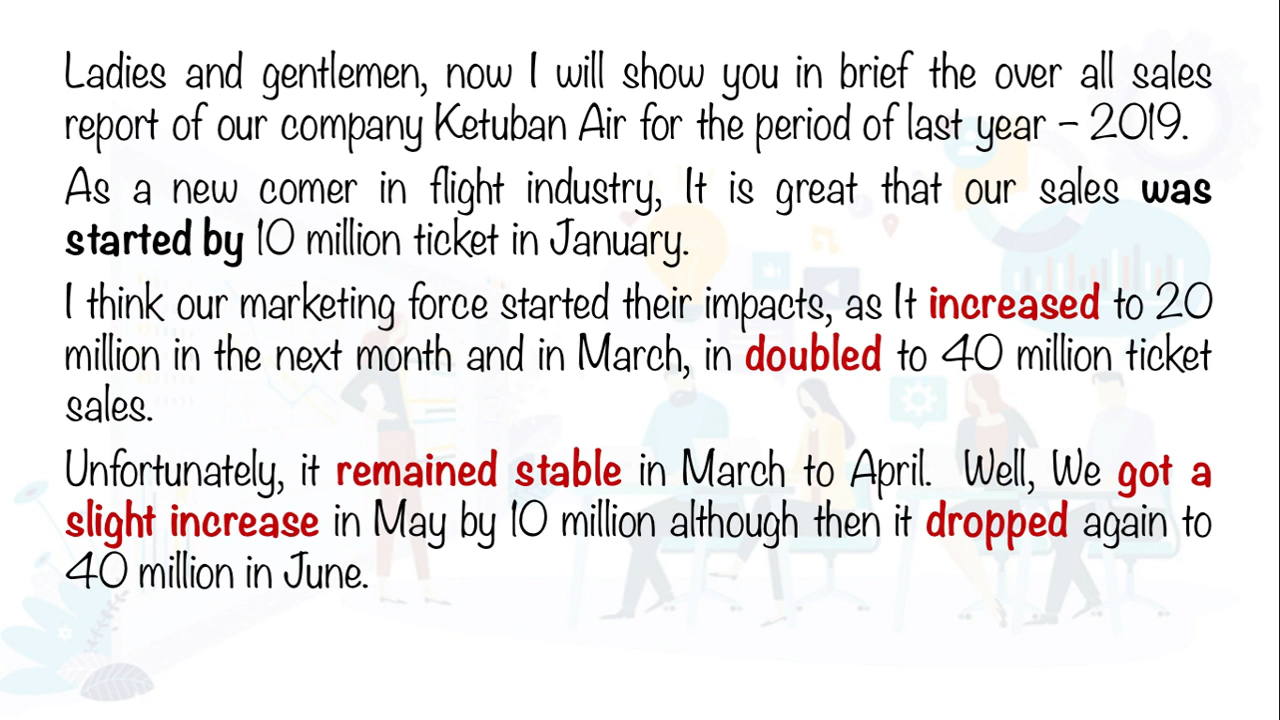 Ladies and gentlemen, now I will show you in brief the over all sales
report of our company Ketuban Air for the period of last year – 2019.
As a new comer in flight industry, It is great that our sales was
started by 10 million ticket in January.
I think our marketing force started their impacts, as It increased to 20
million in the next month and in March, in doubled to 40 million ticket
sales.
Unfortunately, it remained stable in March to April. Well, We got a
slight increase in May by 10 million although then it dropped again to
40 million in June.